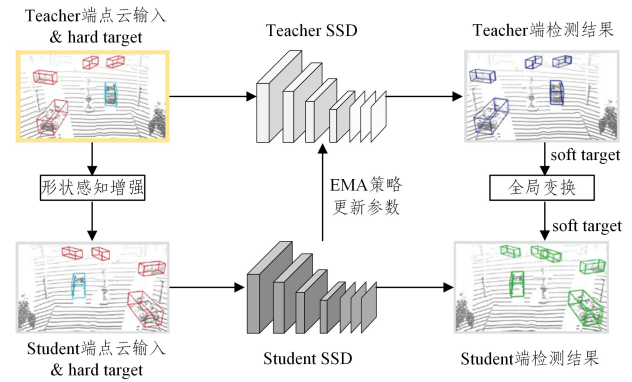 Teacher端点云输入
& hard target
Teacher SSD
Teacher端检测结果
soft target
形状感知增强
EMA策略
更新参数
全局变换
soft target
Student端点云输入
& hard target
Student SSD
Student端检测结果